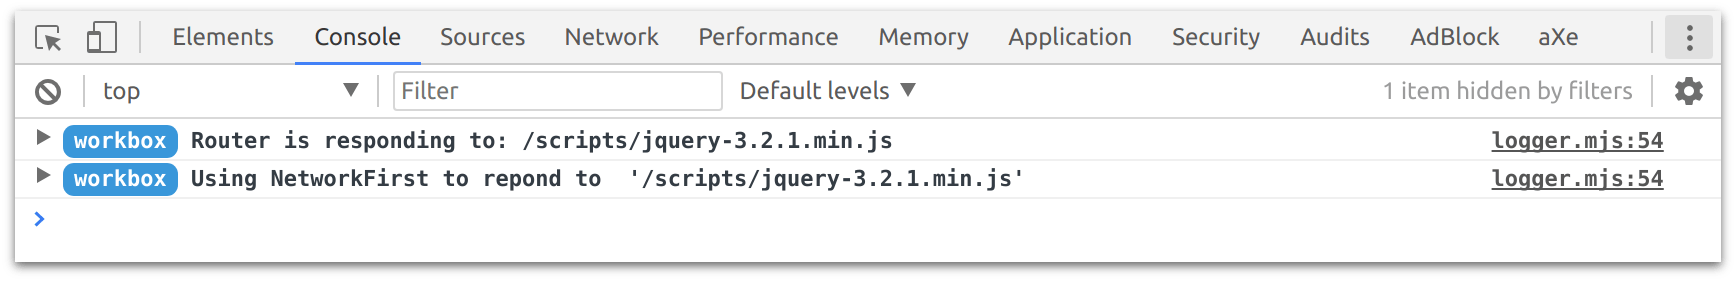 Elements Console Sources Network Performance Memory Application Security Audits AdBlock aXe
top Filter Default levels 1 item hidden by filters
workbox Router is responding to: /scripts/jquery-3.2.1.min.js logger.mjs:54
workbox Using NetworkFirst to repond to '/scripts/jquery-3.2.1.min.js' logger.mjs:54